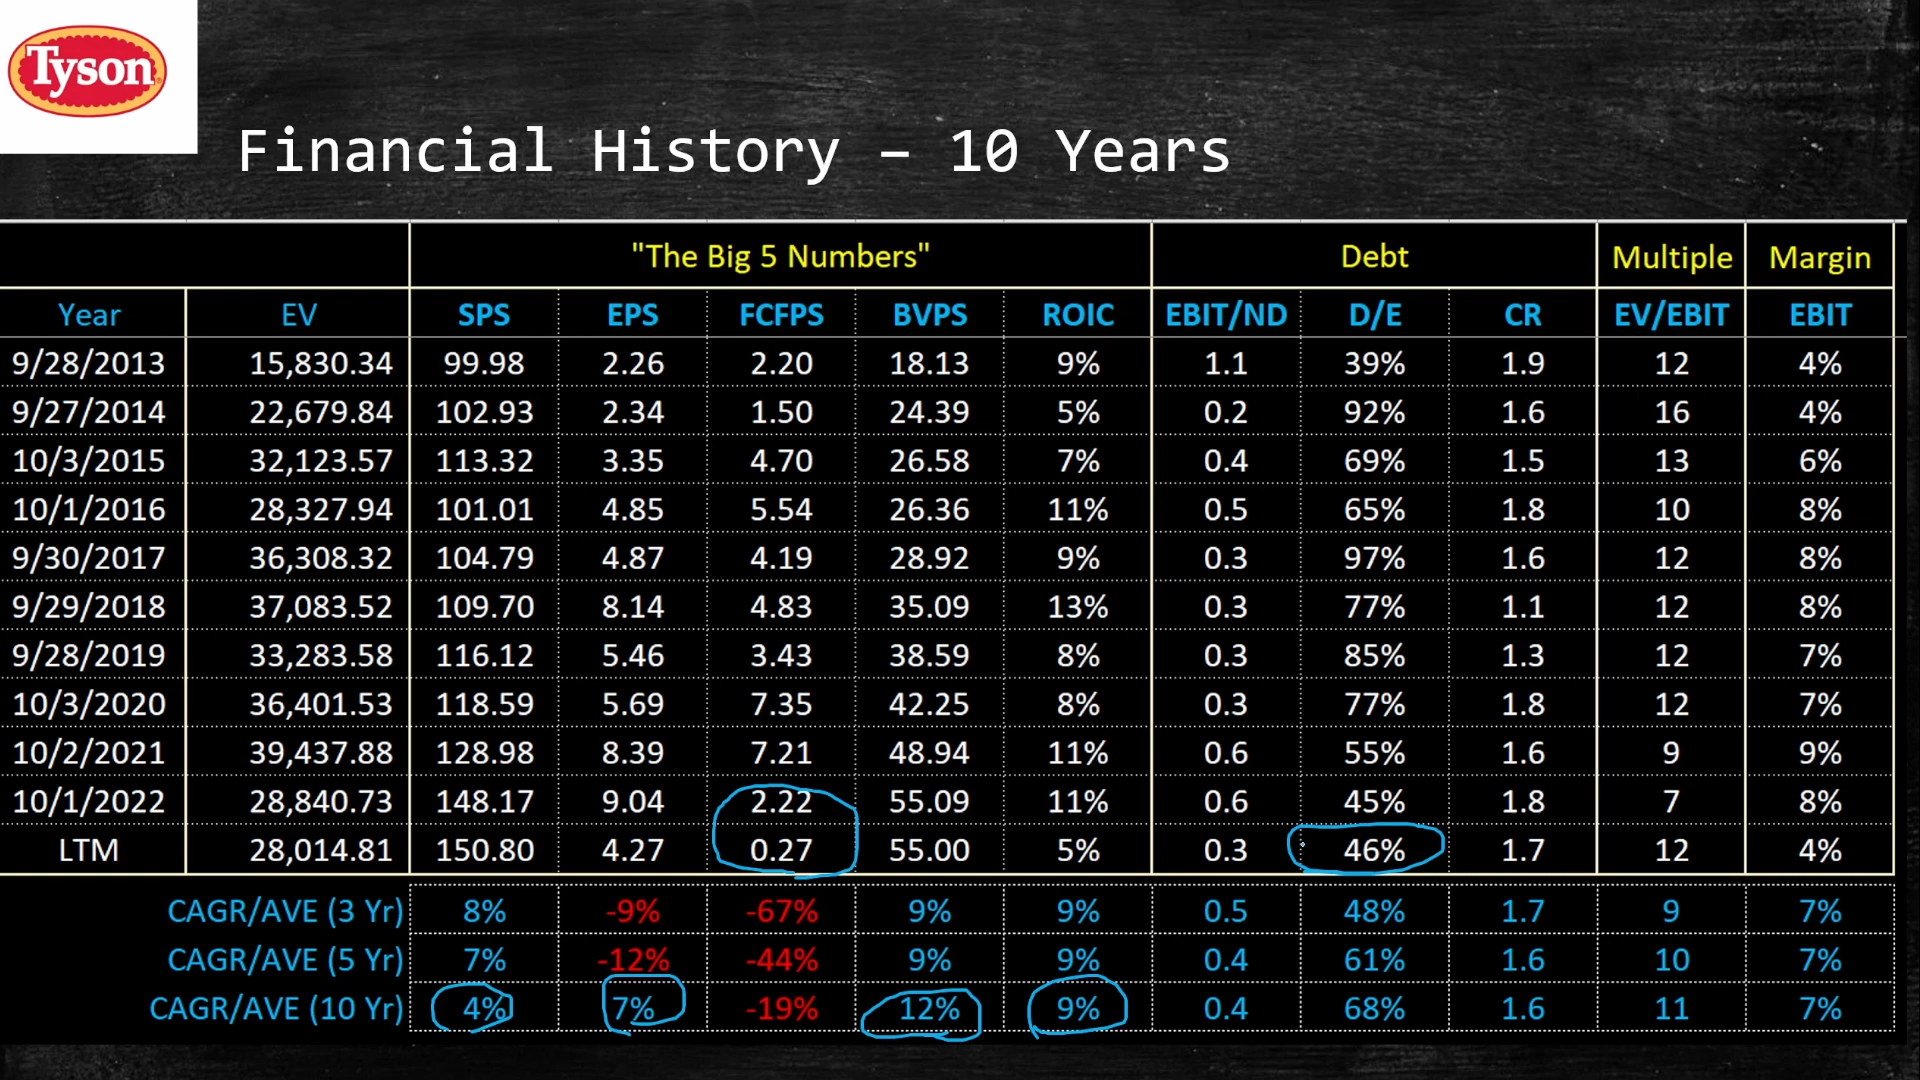 Tyson
Financial History – 10 Years
"The Big 5 Numbers" Debt Multiple Margin
Year EV SPS EPS FCFPS BVPS ROIC EBIT/ND D/E CR EV/EBIT EBIT
9/28/2013 15,830.34 99.98 2.26 2.20 18.13 9% 1.1 39% 1.9 12 4%
9/27/2014 22,679.84 102.93 2.34 1.50 24.39 5% 0.2 92% 1.6 16 4%
10/3/2015 32,123.57 113.32 3.35 4.70 26.58 7% 0.4 69% 1.5 13 6%
10/1/2016 28,327.94 101.01 4.85 5.54 26.36 11% 0.5 65% 1.8 10 8%
9/30/2017 36,308.32 104.79 4.87 4.19 28.92 9% 0.3 97% 1.6 12 8%
9/29/2018 37,083.52 109.70 8.14 4.83 35.09 13% 0.3 77% 1.1 12 8%
9/28/2019 33,283.58 116.12 5.46 3.43 38.59 8% 0.3 85% 1.3 12 7%
10/3/2020 36,401.53 118.59 5.69 7.35 42.25 8% 0.3 77% 1.8 12 7%
10/2/2021 39,437.88 128.98 8.39 7.21 48.94 11% 0.6 55% 1.6 9 9%
10/1/2022 28,840.73 148.17 9.04 2.22 55.09 11% 0.6 45% 1.8 7 8%
LTM 28,014.81 150.80 4.27 0.27 55.00 5% 0.3 46% 1.7 12 4%
CAGR/AVE (3 Yr) 8% -9% -67% 9% 9% 0.5 48% 1.7 9 7%
CAGR/AVE (5 Yr) 7% -12% -44% 9% 9% 0.4 61% 1.6 10 7%
CAGR/AVE (10 Yr) 4% 7% -19% 12% 9% 0.4 68% 1.6 11 7%